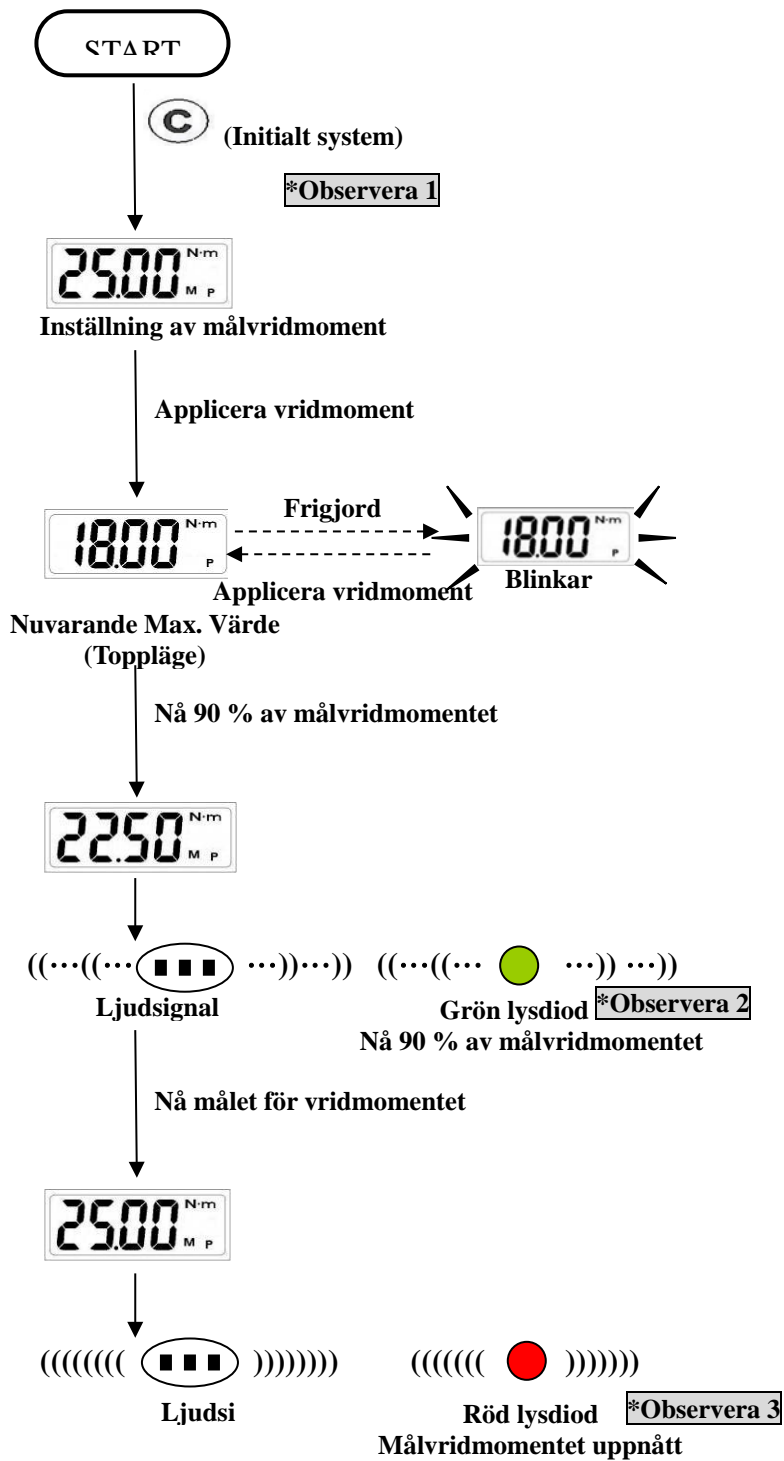 START
C
(Initialt system)
*Observera 1
25.00 N·m M P
Inställning av målvridmoment
Applicera vridmoment
18.00 N·m P
Frigjord
Applicera vridmoment
18.00 N·m P
Blinkar
Nuvarande Max. Värde
(Toppläge)
Nå 90 % av målvridmomentet
22.50 N·m M P
((···((··· ■ ■ ■ ···))···)) ((···((··· ···)) ···))
Ljudsignal
Grön lysdiod *Observera 2
Nå 90 % av målvridmomentet
Nå målet för vridmomentet
25.00 N·m M P
(((((((( ■ ■ ■ )))))))) ((((((( )))))))
Ljudsi
Röd lysdiod *Observera 3
Målvridmomentet uppnått